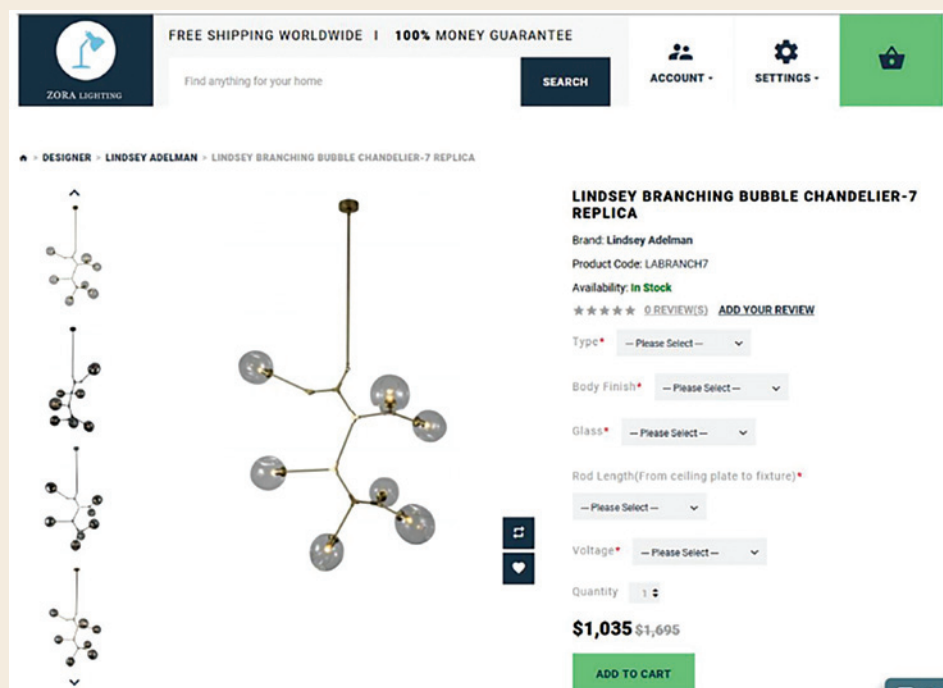 FREE SHIPPING WORLDWIDE | 100% MONEY GUARANTEE
ZORA LIGHTING
Find anything for your home
SEARCH
ACCOUNT
SETTINGS
> DESIGNER > LINDSEY ADELMAN > LINDSEY BRANCHING BUBBLE CHANDELIER-7 REPLICA
LINDSEY BRANCHING BUBBLE CHANDELIER-7
REPLICA
Brand: Lindsey Adelman
Product Code: LABRANCH7
Availability: In Stock
0 REVIEW(S) ADD YOUR REVIEW
Type* --- Please Select ---
Body Finish* --- Please Select ---
Glass* --- Please Select ---
Rod Length(From ceiling plate to fixture)*
--- Please Select ---
Voltage* --- Please Select ---
Quantity 1
$1,035 $1,695
ADD TO CART